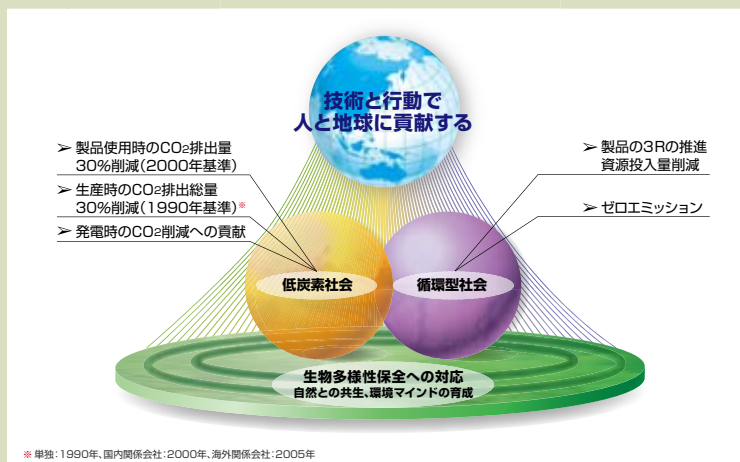 技術と行動で
人と地球に貢献する
➢ 製品使用時のCO2排出量
30%削減(2000年基準)
➢ 生産時のCO2排出総量
30%削減(1990年基準)※
➢ 発電時のCO2削減への貢献
➢ 製品の3Rの推進
資源投入量削減
➢ ゼロエミッション
低炭素社会
循環型社会
生物多様性保全への対応
自然との共生、環境マインドの育成
※ 単独：1990年、国内関係会社：2000年、海外関係会社：2005年